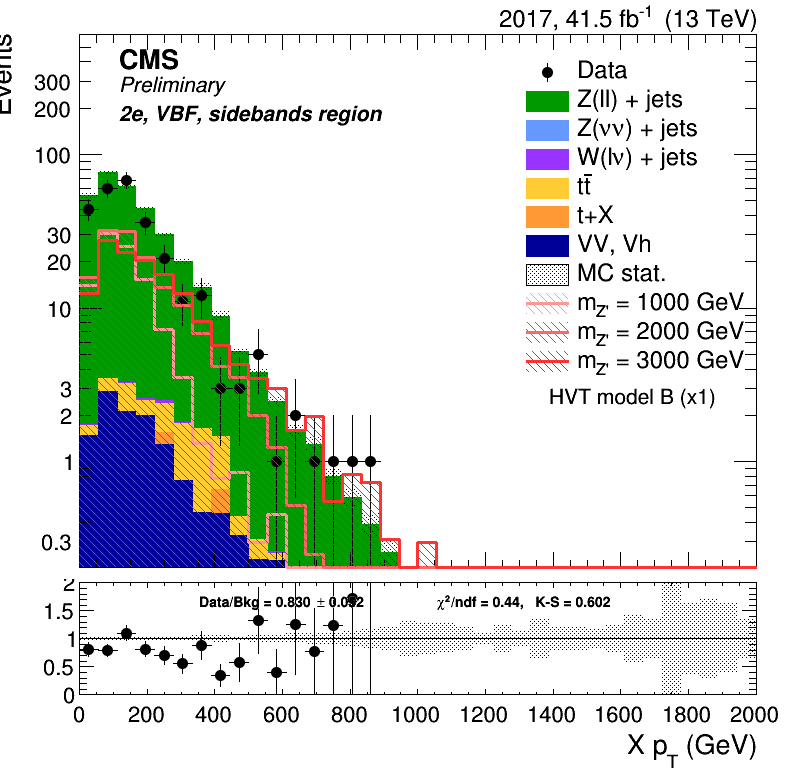 2017, 41.5 fb⁻¹ (13 TeV)
Events
CMS
Preliminary
2e, VBF, sidebands region
Data
Z(ll) + jets
Z(νν) + jets
W(lν) + jets
tt̄
t+X
VV, Vh
MC stat.
m_Z' = 1000 GeV
m_Z' = 2000 GeV
m_Z' = 3000 GeV
HVT model B (x1)
300
200
100
30
20
10
3
2
1
0.3
Data/Bkg = 0.830 ± 0.052
χ²/ndf = 0.44, K-S = 0.602
2
1.5
1
0.5
0
0 200 400 600 800 1000 1200 1400 1600 1800 2000
X p_T (GeV)